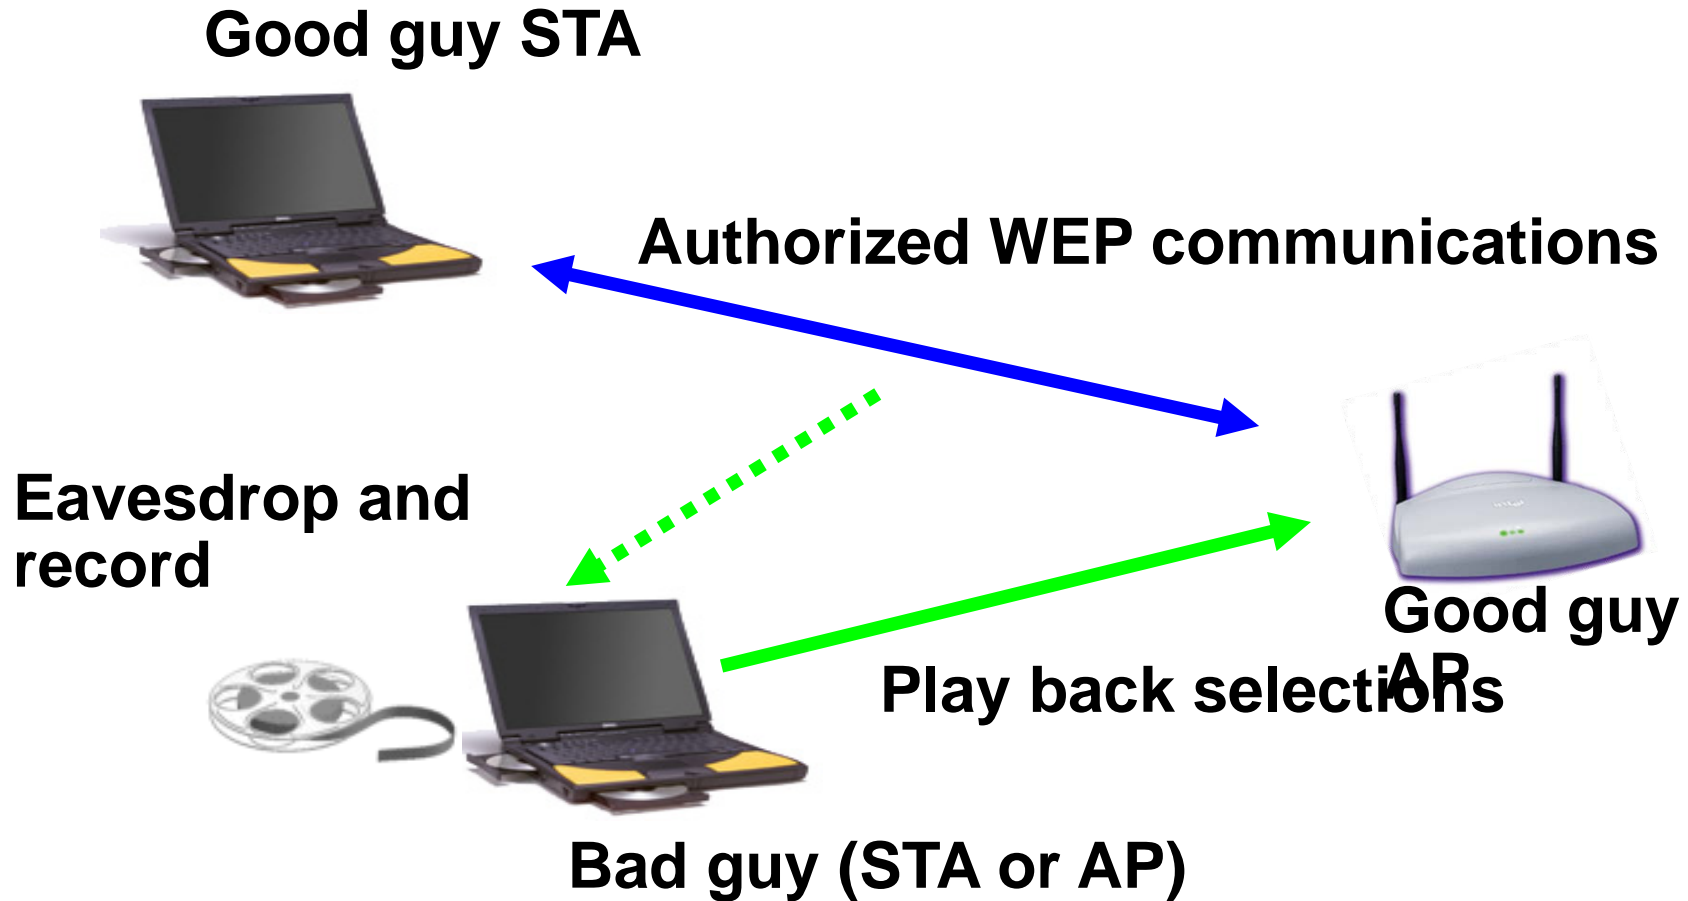 Good guy STA
Authorized WEP communications
Eavesdrop and
record
Good guy
AP
Play back selections
Bad guy (STA or AP)